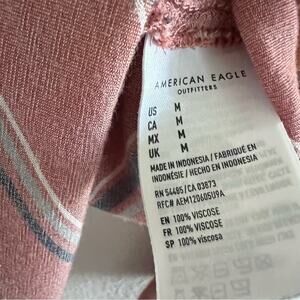 AMERICAN EAGLE
OUTFITTERS
US M
CA M
MX M
UK M
MADE IN INDONESIA / FABRIQUE EN
INDONÉSIE / HECHO EN INDONESIA
RN 54485/CA 03873
RFC# AEM120605U9A
EN 100% VISCOSE
FR 100% VISCOSE
SP 100% viscosa